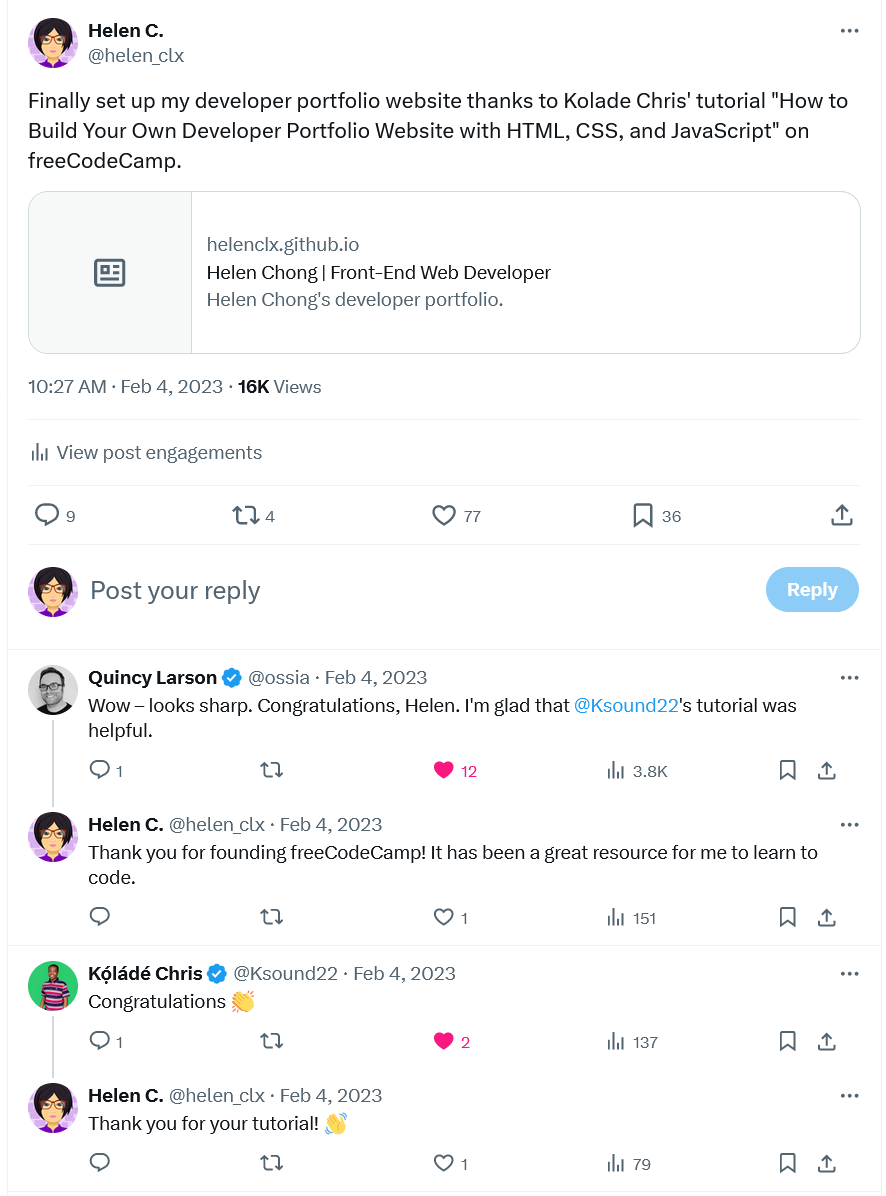 Helen C.
@helen_clx
Finally set up my developer portfolio website thanks to Kolade Chris' tutorial "How to
Build Your Own Developer Portfolio Website with HTML, CSS, and JavaScript" on
freeCodeCamp.
helenclx.github.io
Helen Chong | Front-End Web Developer
Helen Chong's developer portfolio.
10:27 AM · Feb 4, 2023 · 16K Views
View post engagements
9 4 77 36
Post your reply
Reply
Quincy Larson @ossia · Feb 4, 2023
Wow – looks sharp. Congratulations, Helen. I'm glad that @Ksound22's tutorial was
helpful.
1 12 3.8K
Helen C. @helen_clx · Feb 4, 2023
Thank you for founding freeCodeCamp! It has been a great resource for me to learn to
code.
1 151
Kọ́ládé Chris @Ksound22 · Feb 4, 2023
Congratulations 👏
1 2 137
Helen C. @helen_clx · Feb 4, 2023
Thank you for your tutorial! 👋
1 79